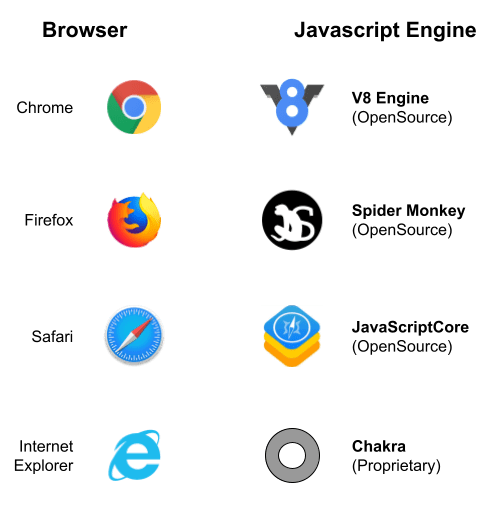 Browser
Javascript Engine
Chrome
V8 Engine
(OpenSource)
Firefox
Spider Monkey
(OpenSource)
Safari
JavaScriptCore
(OpenSource)
Internet
Explorer
Chakra
(Proprietary)